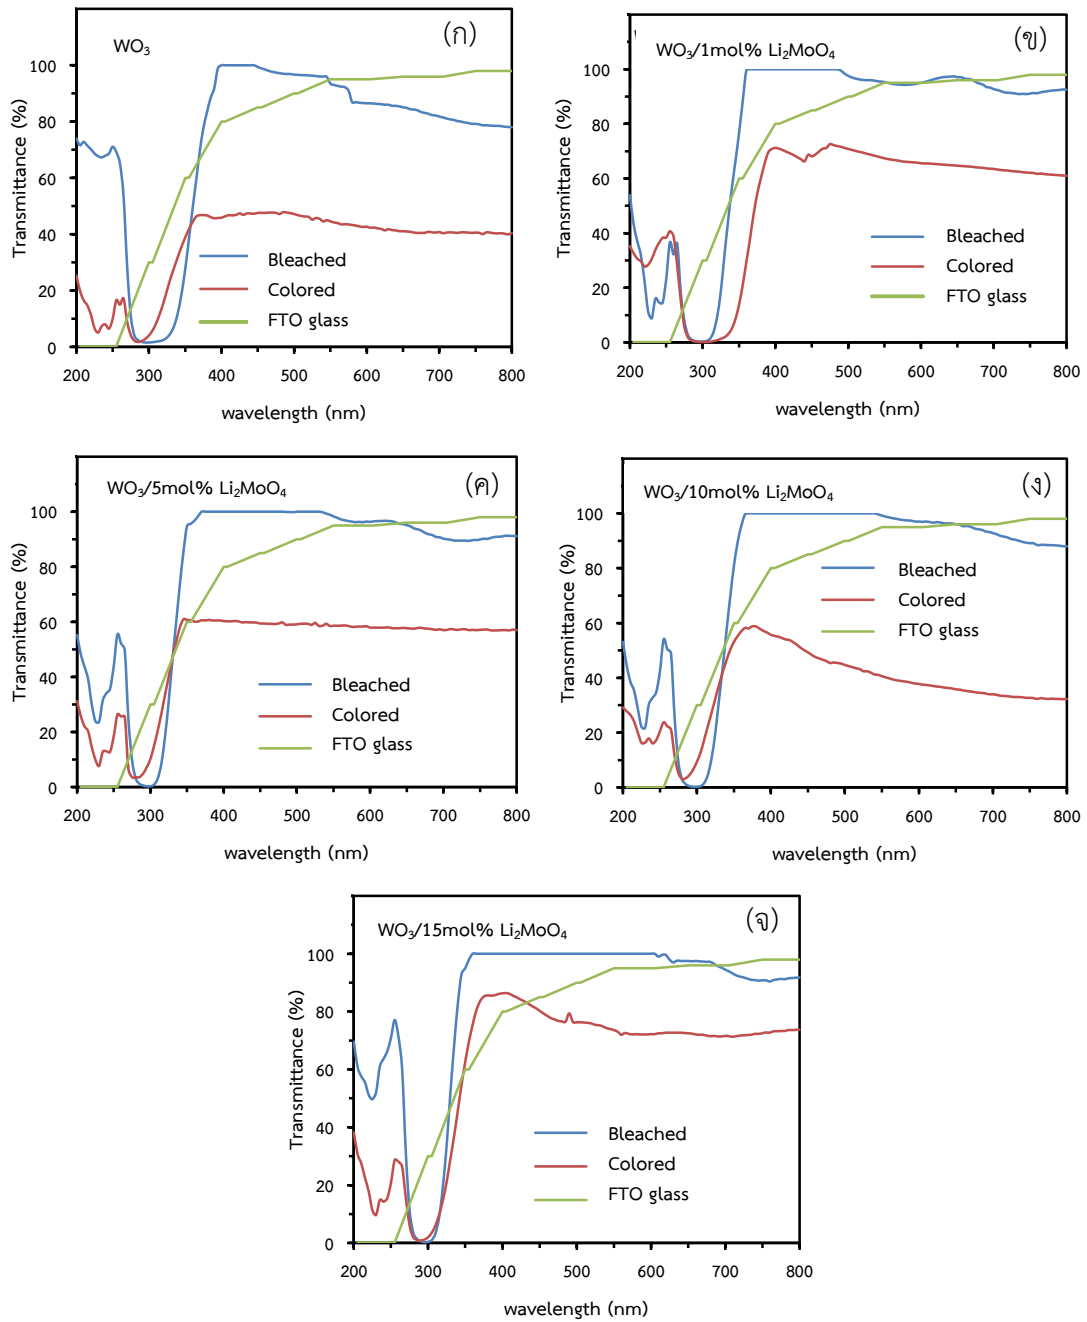 WO₃
(ก)
Transmittance (%)
100
80
60
40
20
0
Bleached
Colored
FTO glass
200 300 400 500 600 700 800
wavelength (nm)
WO₃/1mol% Li₂MoO₄
(ข)
Transmittance (%)
100
80
60
40
20
0
Bleached
Colored
FTO glass
200 300 400 500 600 700 800
wavelength (nm)
WO₃/5mol% Li₂MoO₄
(ค)
Transmittance (%)
100
80
60
40
20
0
Bleached
Colored
FTO glass
200 300 400 500 600 700 800
wavelength (nm)
WO₃/10mol% Li₂MoO₄
(ง)
Transmittance (%)
100
80
60
40
20
0
Bleached
Colored
FTO glass
200 300 400 500 600 700 800
wavelength (nm)
WO₃/15mol% Li₂MoO₄
(จ)
Transmittance (%)
100
80
60
40
20
0
Bleached
Colored
FTO glass
200 300 400 500 600 700 800
wavelength (nm)